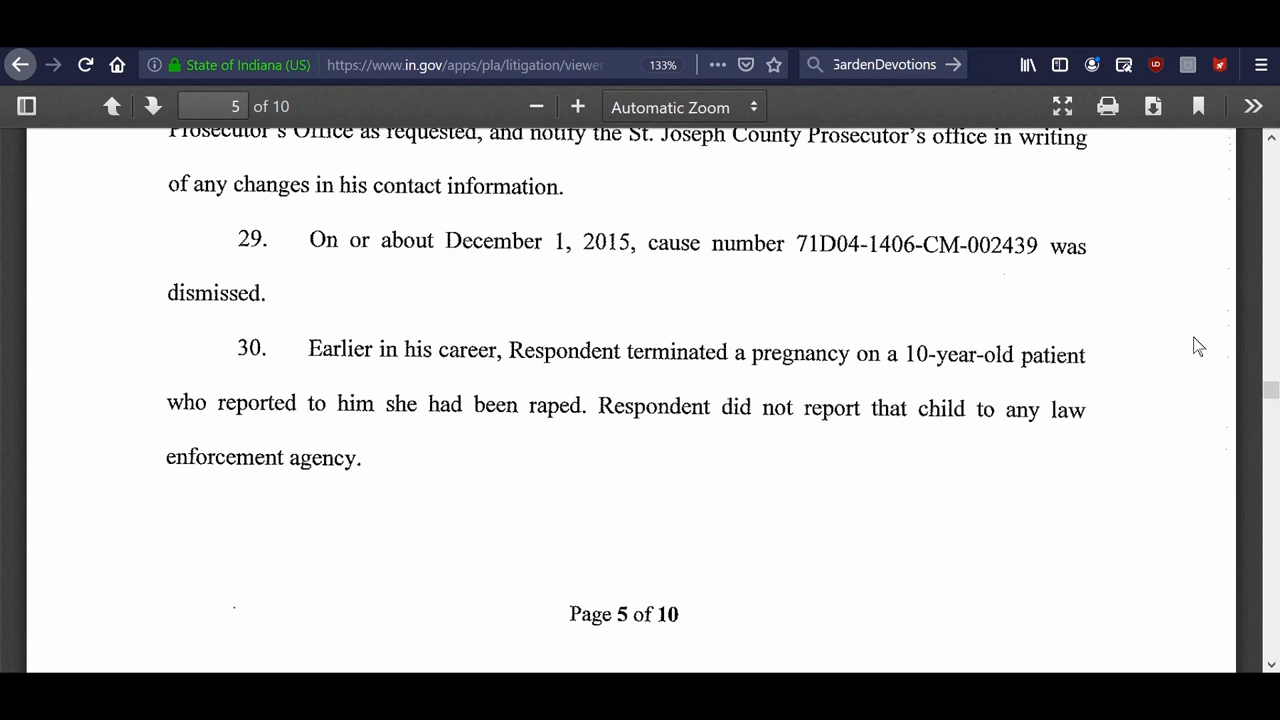 State of Indiana (US) https://www.in.gov/apps/pla/litigation/viewer 133% GardenDevotions
5 of 10 Automatic Zoom
Prosecutor's Office as requested, and notify the St. Joseph County Prosecutor's office in writing
of any changes in his contact information.
29. On or about December 1, 2015, cause number 71D04-1406-CM-002439 was
dismissed.
30. Earlier in his career, Respondent terminated a pregnancy on a 10-year-old patient
who reported to him she had been raped. Respondent did not report that child to any law
enforcement agency.
Page 5 of 10